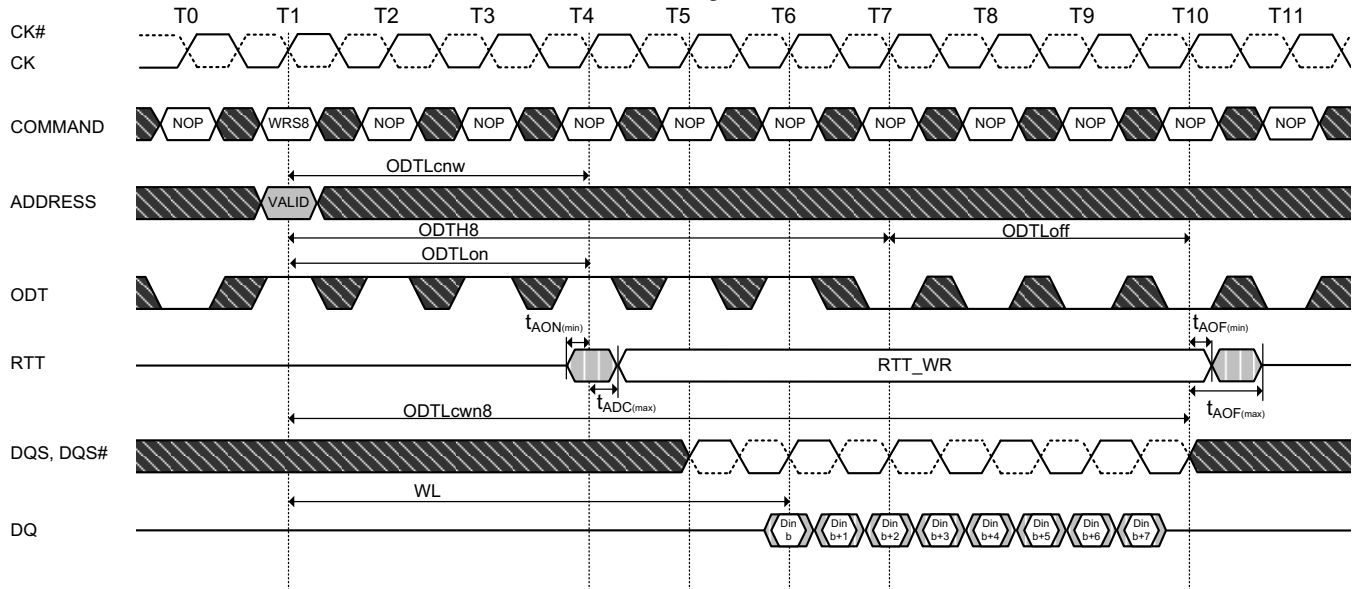 T0 T1 T2 T3 T4 T5 T6 T7 T8 T9 T10 T11
CK#
CK
COMMAND NOP WRS8 NOP NOP NOP NOP NOP NOP NOP NOP NOP NOP
ODTLcnw
ADDRESS VALID
ODTH8 ODTLoff
ODTLon
ODT
tAON(min) tAOF(min)
RTT RTT_WR
tADC(max) tAOF(max)
ODTLcwn8
DQS, DQS#
WL
DQ Din b Din b+1 Din b+2 Din b+3 Din b+4 Din b+5 Din b+6 Din b+7